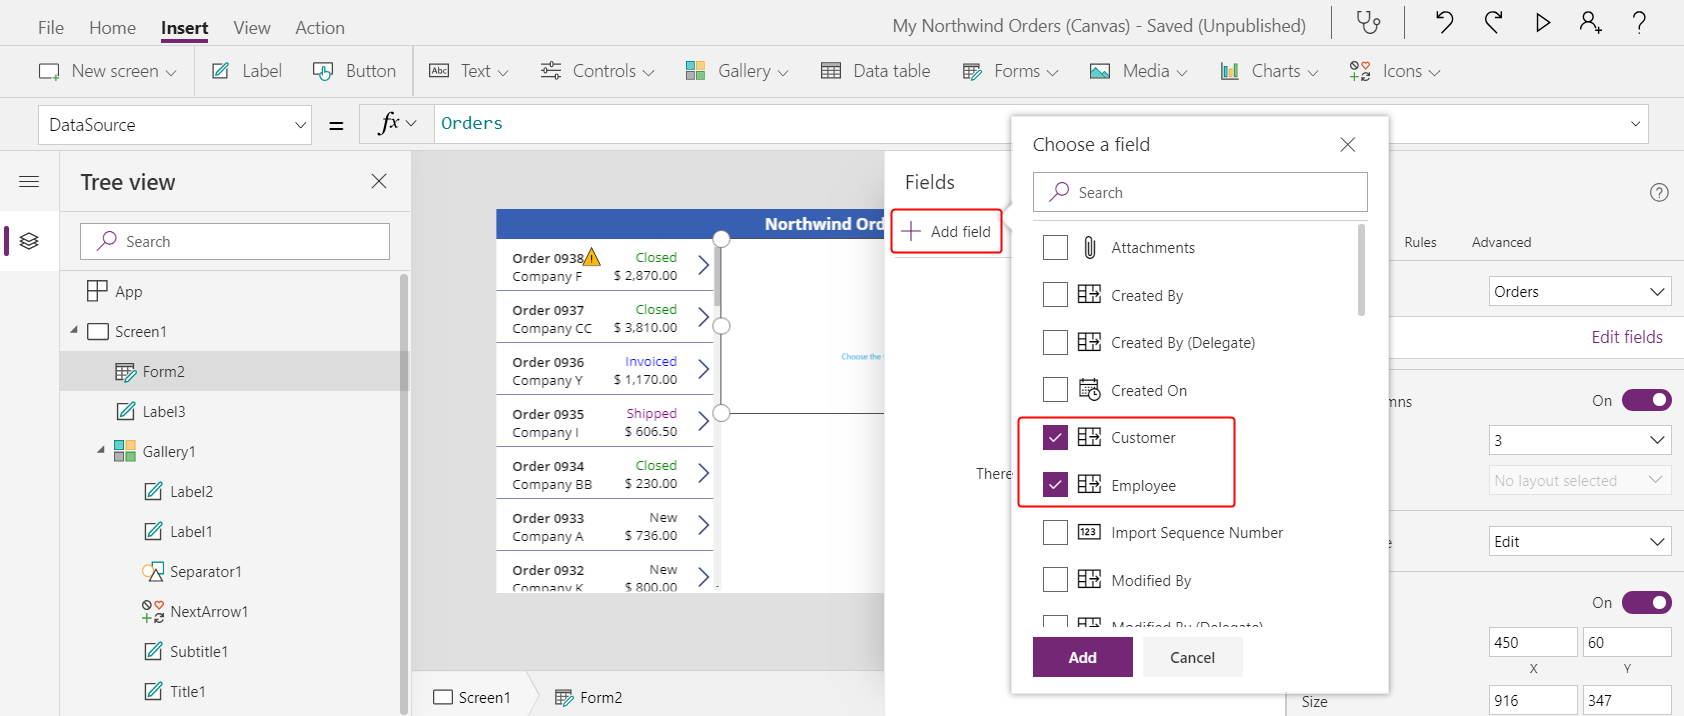 File Home Insert View Action
My Northwind Orders (Canvas) - Saved (Unpublished)
New screen Label Button Text Controls Gallery Data table Forms Media Charts Icons
Abc
DataSource = fx Orders
Tree view
Search
App
Screen1
Form2
Label3
Gallery1
Label2
Label1
Separator1
NextArrow1
Subtitle1
Title1
Northwind Ord
Order 0938 Closed
Company F $ 2,870.00
Order 0937 Closed
Company CC $ 3,810.00
Order 0936 Invoiced
Company Y $ 1,170.00
Order 0935 Shipped
Company I $ 606.50
Order 0934 Closed
Company BB $ 230.00
Order 0933 New
Company A $ 736.00
Order 0932 New
Company K $ 800.00
Choose the
Screen1 Form2
Fields
Add field
There
Choose a field
Search
Attachments
Created By
Created By (Delegate)
Created On
Customer
Employee
123 Import Sequence Number
Modified By
Modified By (Delegate)
Add Cancel
Rules Advanced
Orders
Edit fields
mns On
3
No layout selected
e Edit
On
450 60
X Y
Size 916 347